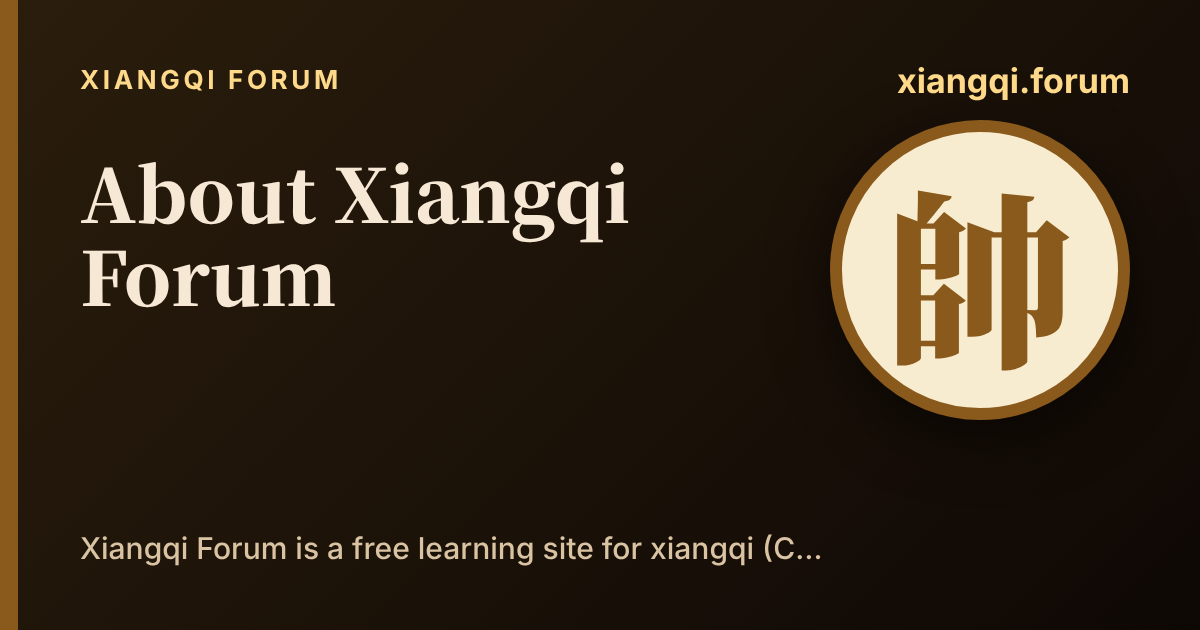 XIANGQI FORUM
xiangqi.forum
About Xiangqi
Forum
帥
Xiangqi Forum is a free learning site for xiangqi (C...